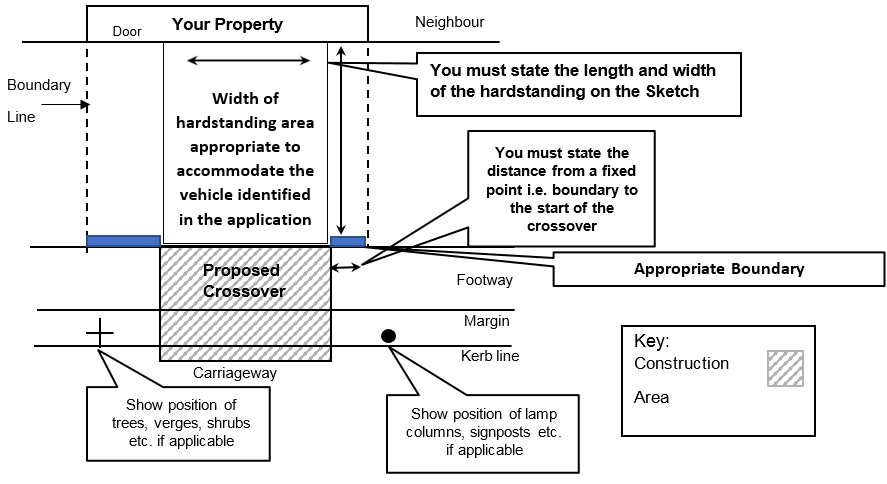 Your Property
Neighbour
Door
Boundary
Line
You must state the length and width
of the hardstanding on the Sketch
Width of
hardstanding area
appropriate to
accommodate the
vehicle identified
in the application
You must state the
distance from a fixed
point i.e. boundary to
the start of the
crossover
Appropriate Boundary
Proposed
Crossover
Footway
Margin
Kerb line
Carriageway
Show position of
trees, verges, shrubs
etc. if applicable
Show position of lamp
columns, signposts etc.
if applicable
Key:
Construction
Area